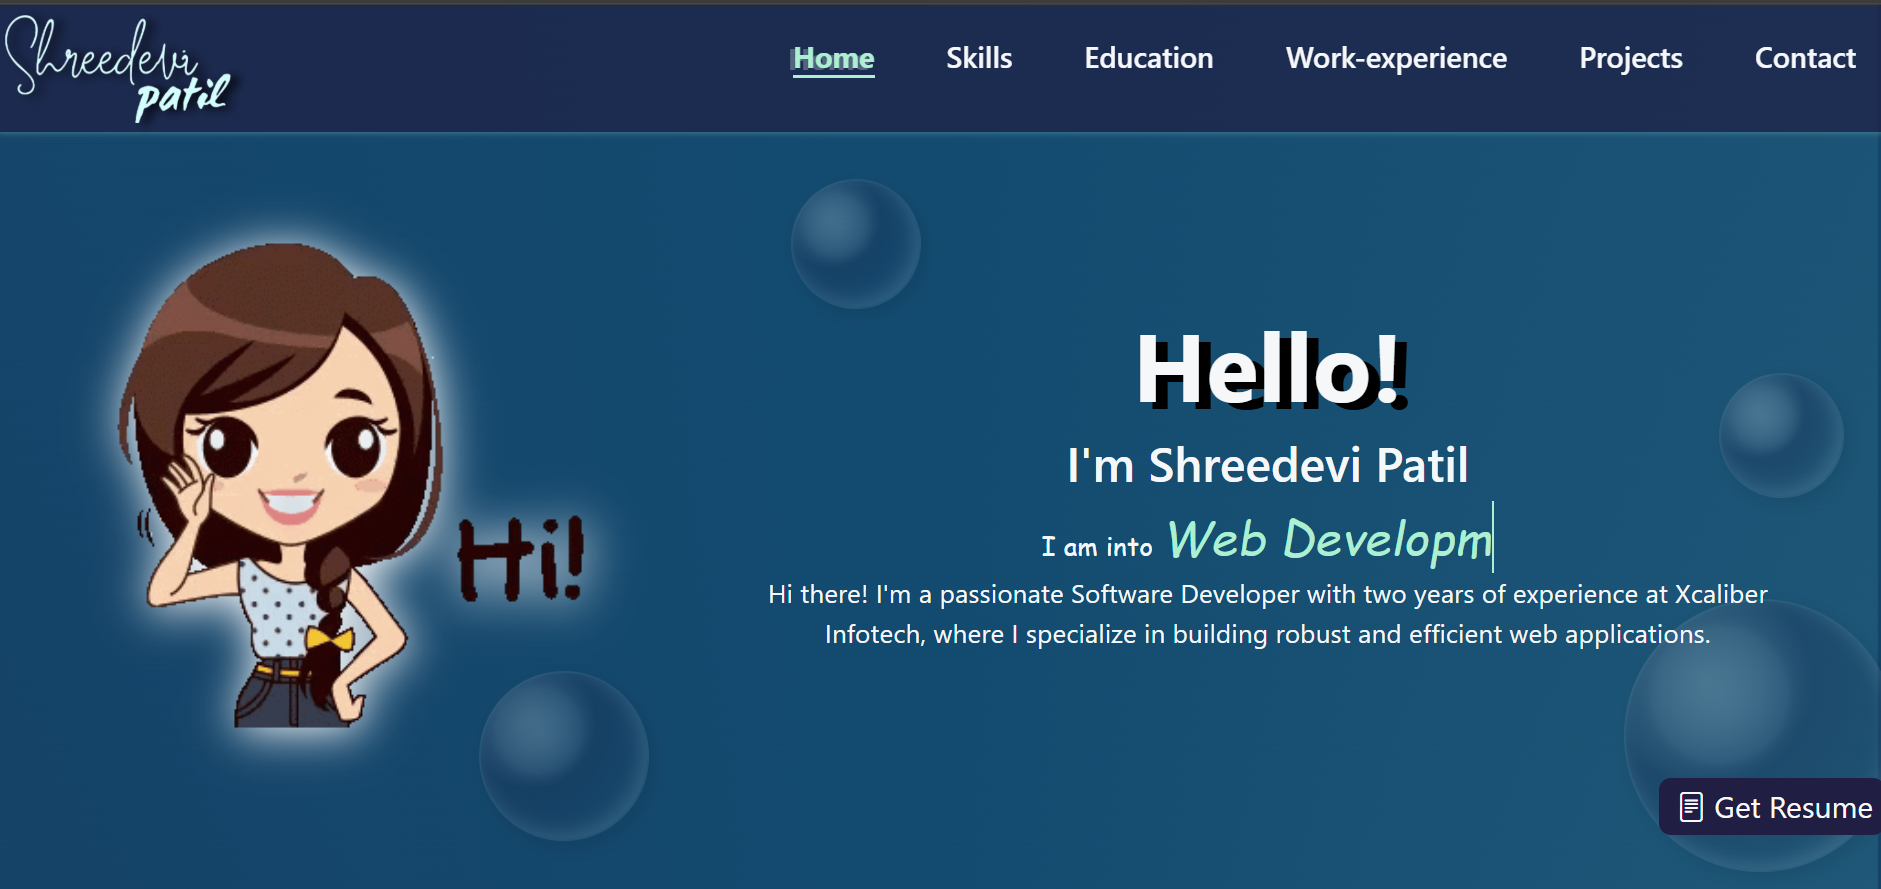 Shreedevi
patil
Home Skills Education Work-experience Projects Contact
Hello!
I'm Shreedevi Patil
I am into Web Developm
Hi!
Hi there! I'm a passionate Software Developer with two years of experience at Xcaliber
Infotech, where I specialize in building robust and efficient web applications.
Get Resume